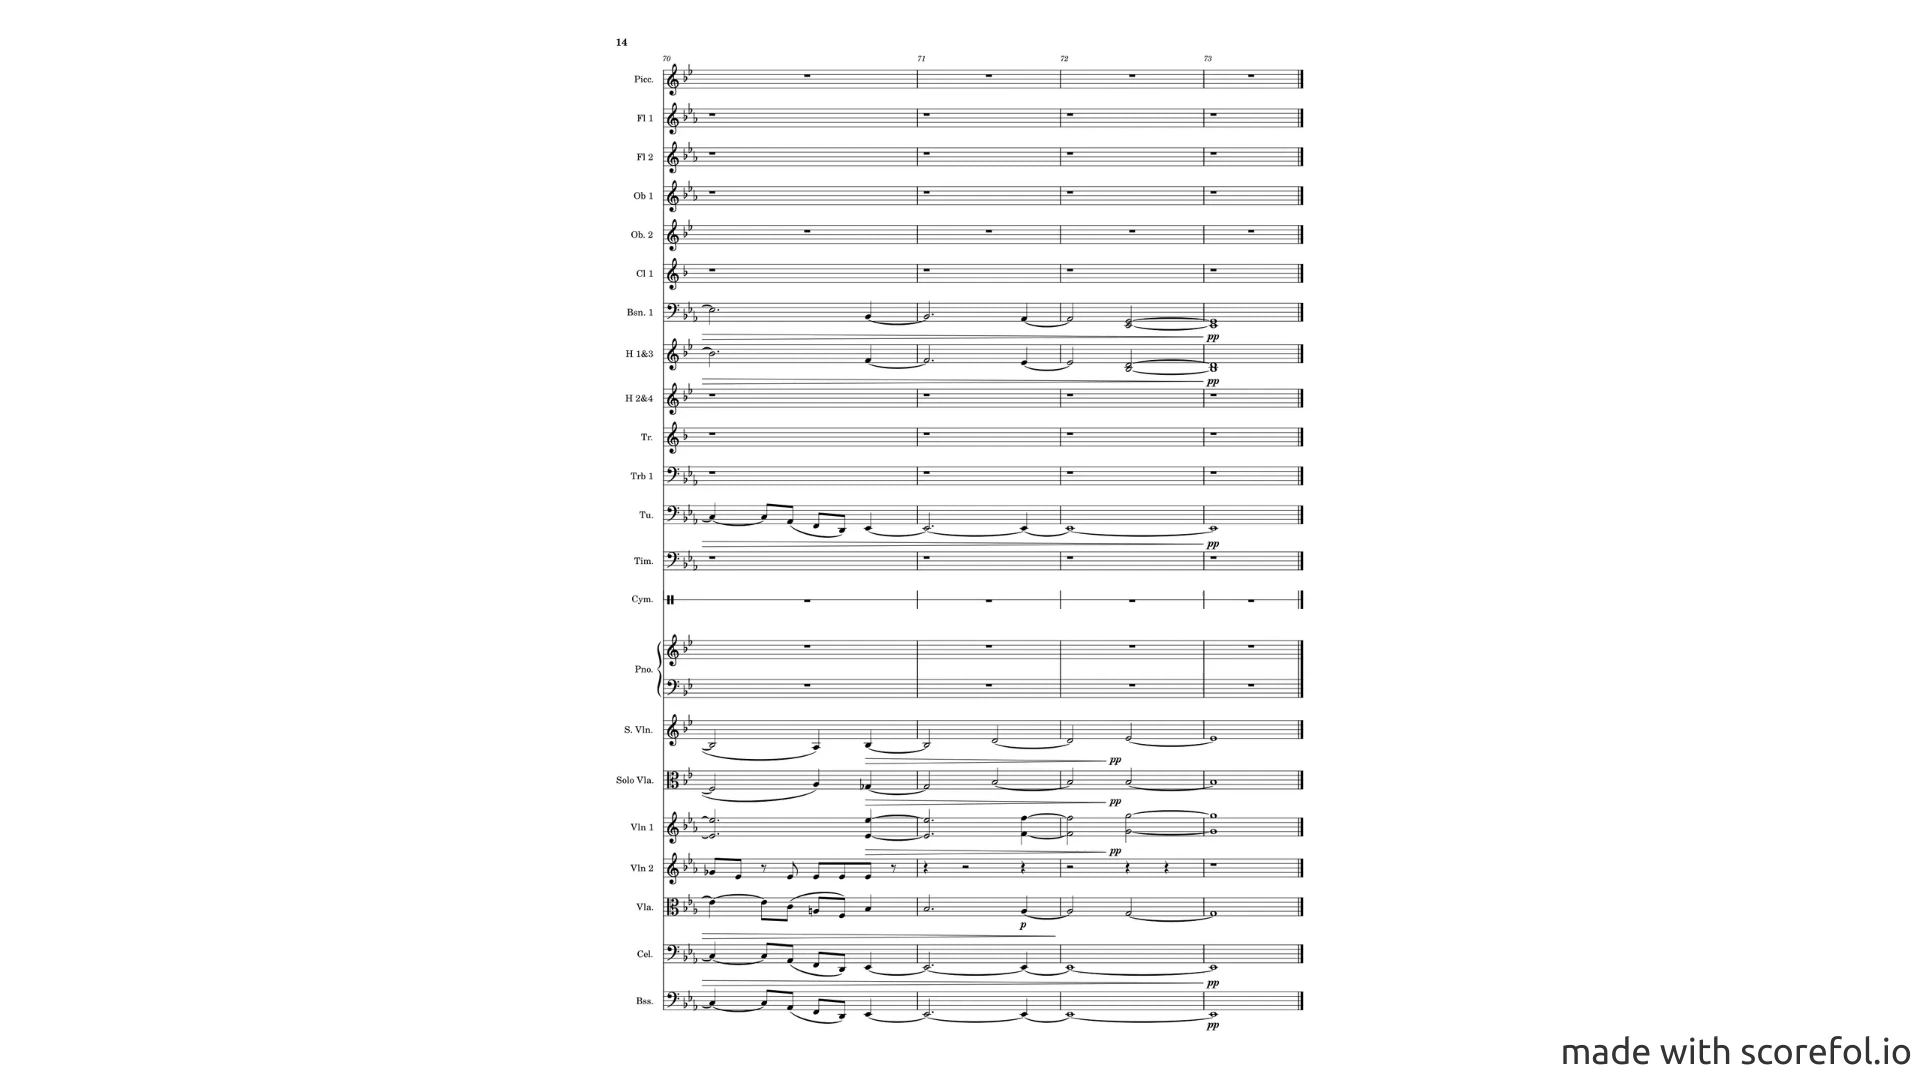 14
70 71 72 73
Picc.
Fl 1
Fl 2
Ob 1
Ob. 2
Cl 1
Bsn. 1
pp
H 1&3
pp
H 2&4
Tr.
Trb 1
Tu.
pp
Tim.
Cym.
Pno.
S. Vln.
pp
Solo Vla.
pp
Vln 1
pp
Vln 2
Vla.
p
Cel.
pp
Bss.
pp
made with scorefol.io